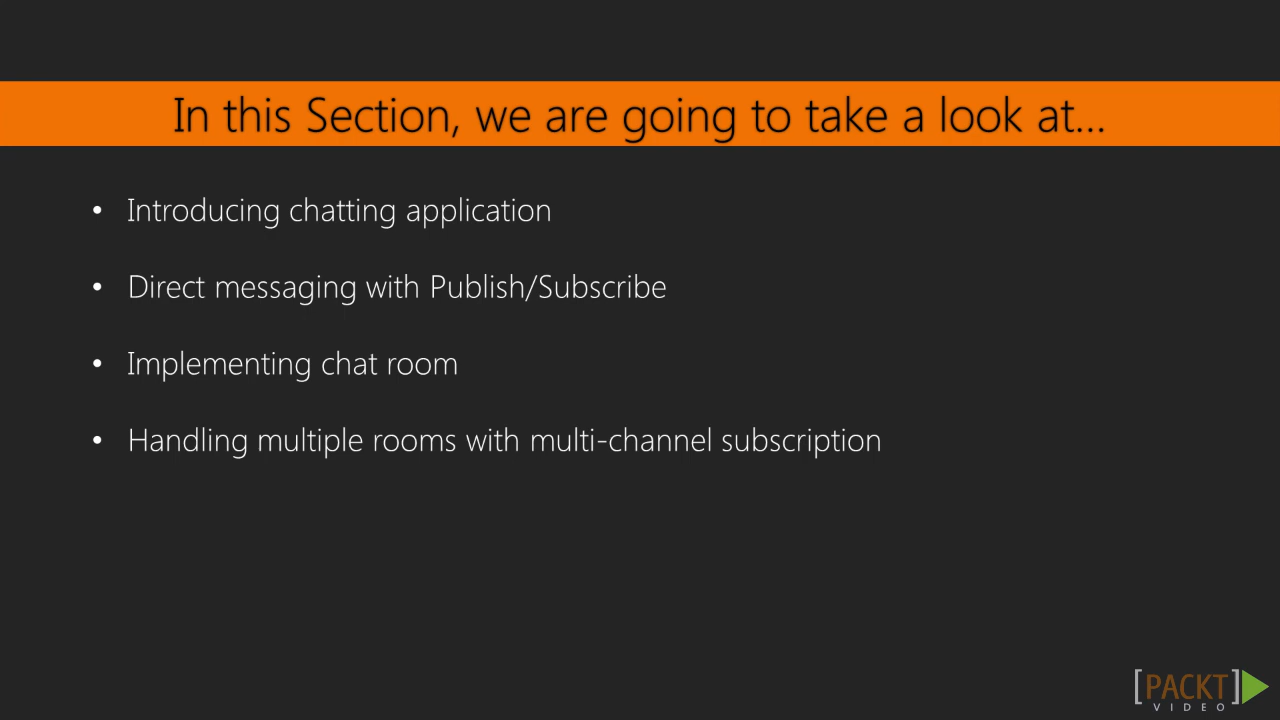 In this Section, we are going to take a look at...
• Introducing chatting application
• Direct messaging with Publish/Subscribe
• Implementing chat room
• Handling multiple rooms with multi-channel subscription
[PACKT]
VIDEO